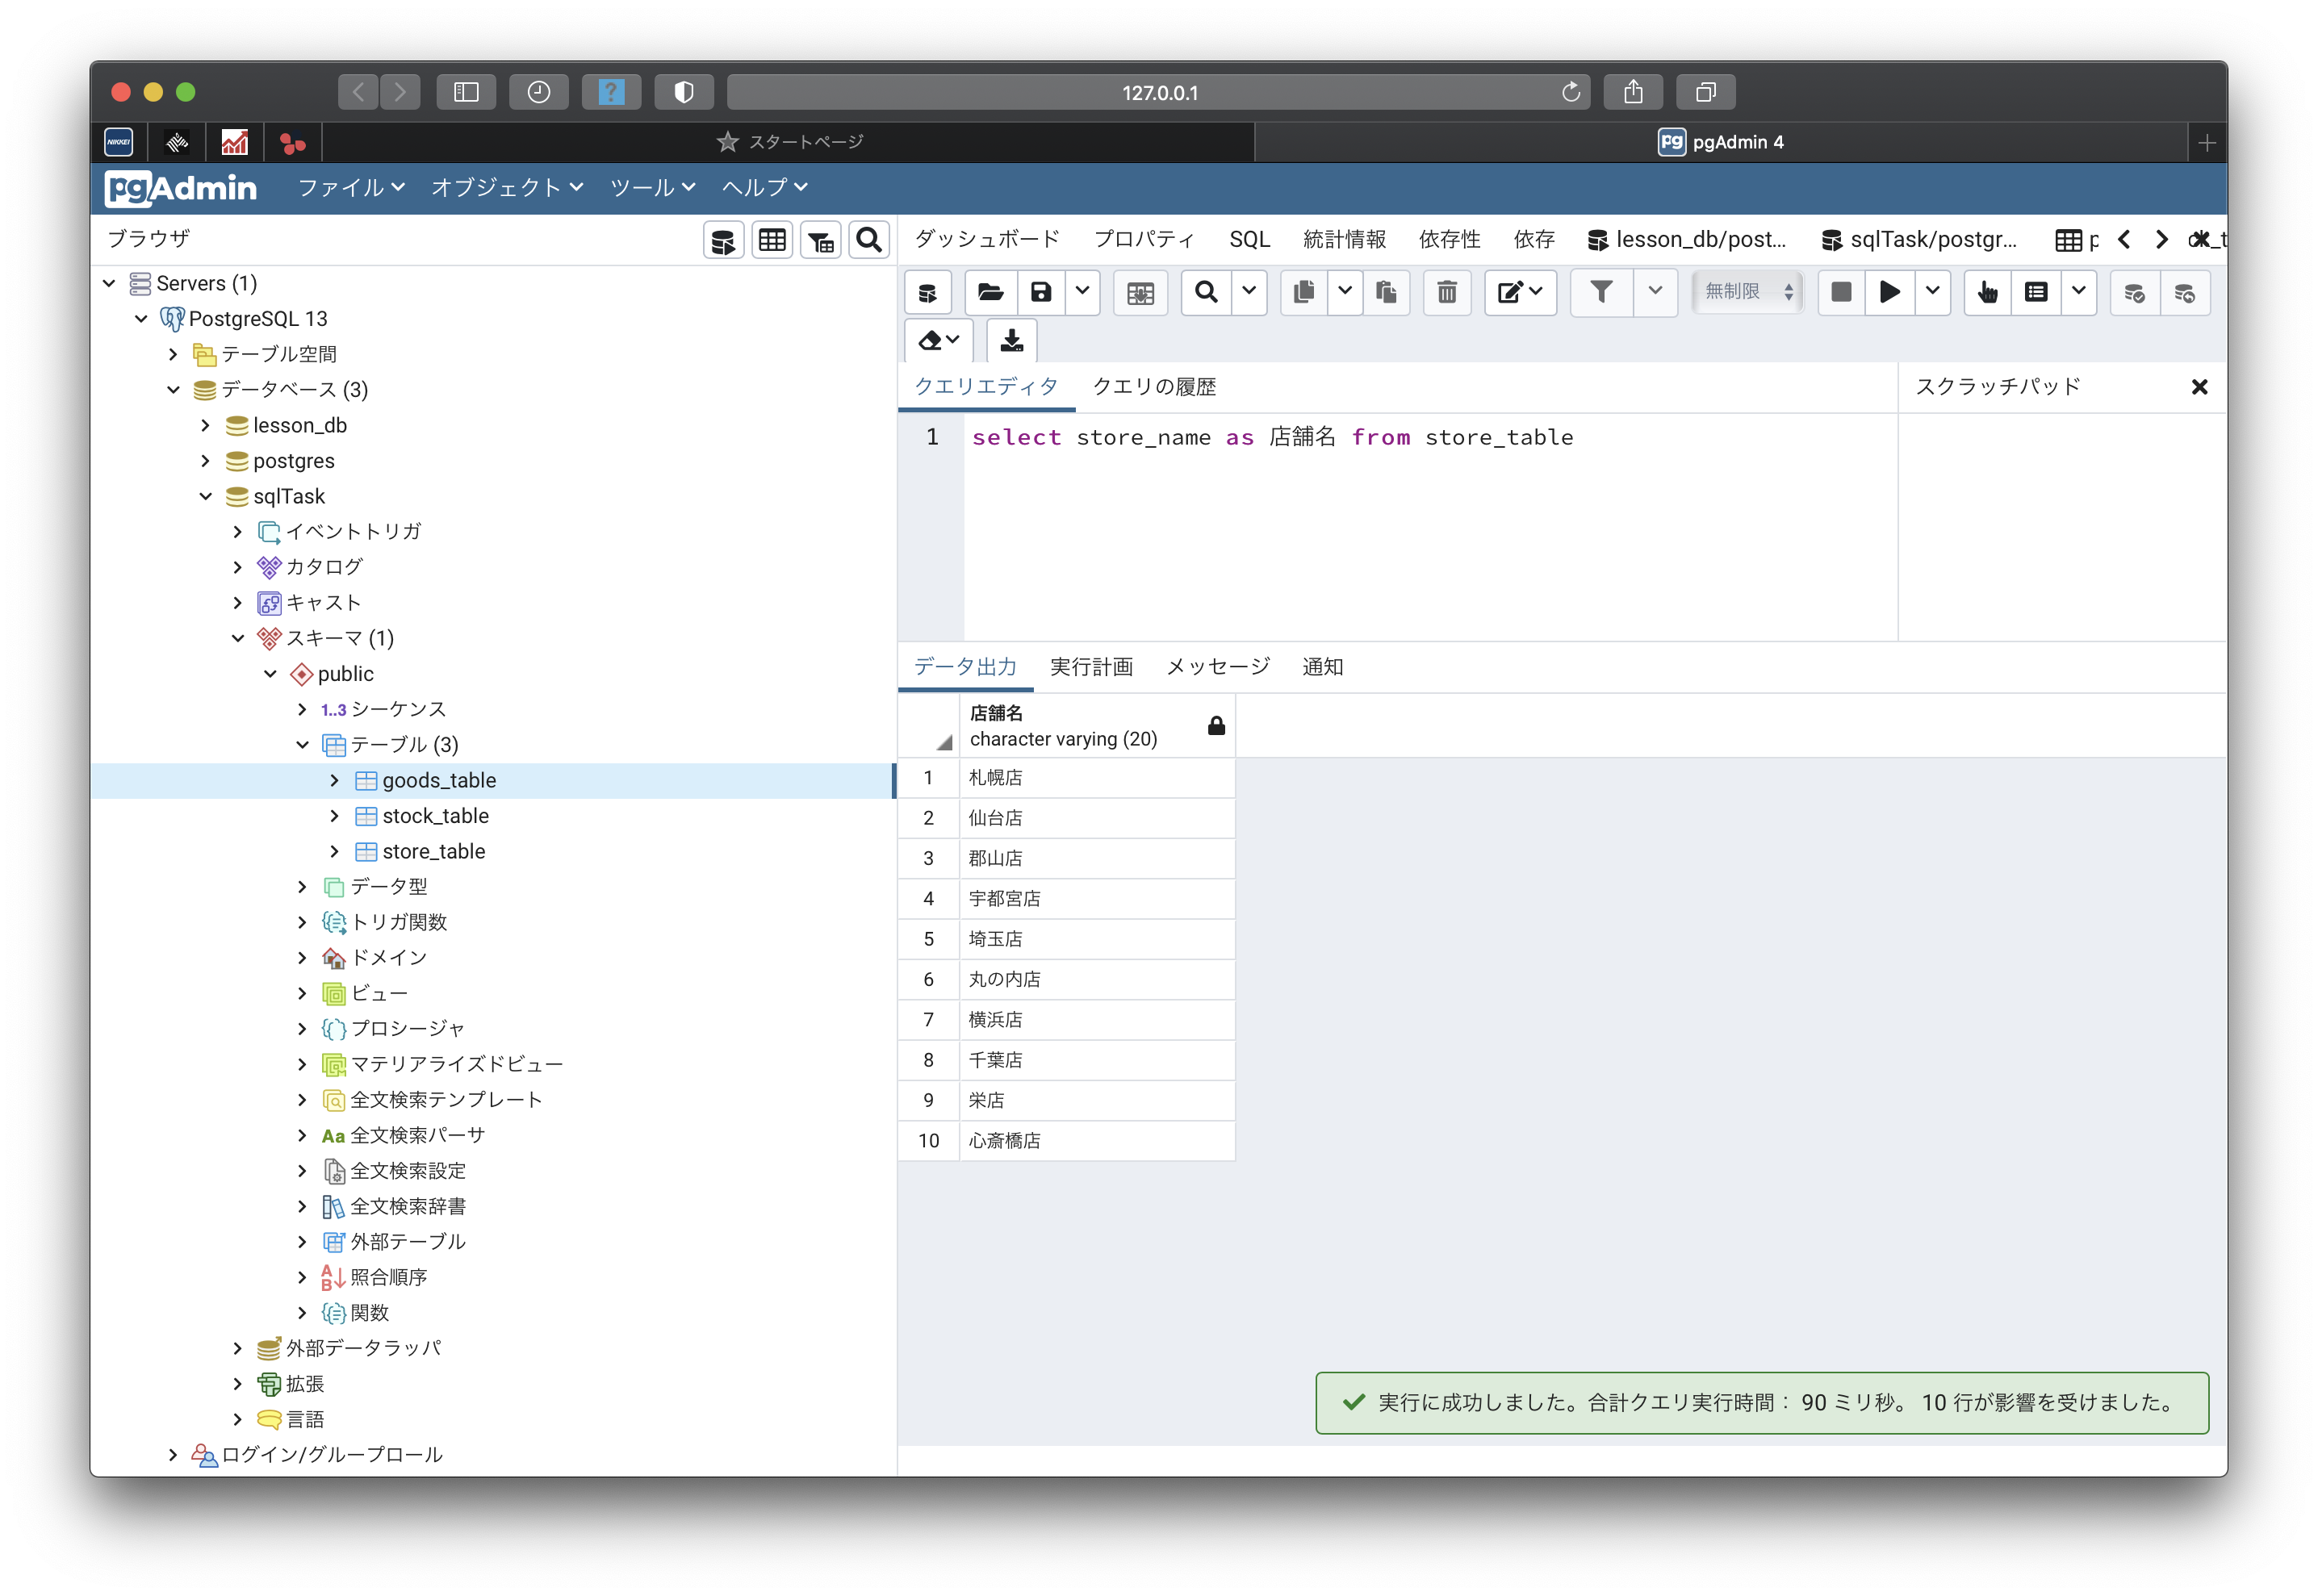 127.0.0.1
NIKKEI
スタートページ
pg pgAdmin 4
pgAdmin ファイル オブジェクト ツール ヘルプ
ブラウザ
Servers (1)
PostgreSQL 13
テーブル空間
データベース (3)
lesson_db
postgres
sqlTask
イベントトリガ
カタログ
キャスト
スキーマ (1)
public
1..3 シーケンス
テーブル (3)
goods_table
stock_table
store_table
データ型
トリガ関数
ドメイン
ビュー
プロシージャ
マテリアライズドビュー
全文検索テンプレート
Aa 全文検索パーサ
全文検索設定
全文検索辞書
外部テーブル
照合順序
関数
外部データラッパ
拡張
言語
ログイン/グループロール
ダッシュボード プロパティ SQL 統計情報 依存性 依存 lesson_db/post... sqlTask/postgr...
無制限
クエリエディタ クエリの履歴
スクラッチパッド
1 select store_name as 店舗名 from store_table
データ出力 実行計画 メッセージ 通知
店舗名
character varying (20)
1 札幌店
2 仙台店
3 郡山店
4 宇都宮店
5 埼玉店
6 丸の内店
7 横浜店
8 千葉店
9 栄店
10 心斎橋店
実行に成功しました。合計クエリ実行時間： 90 ミリ秒。 10 行が影響を受けました。